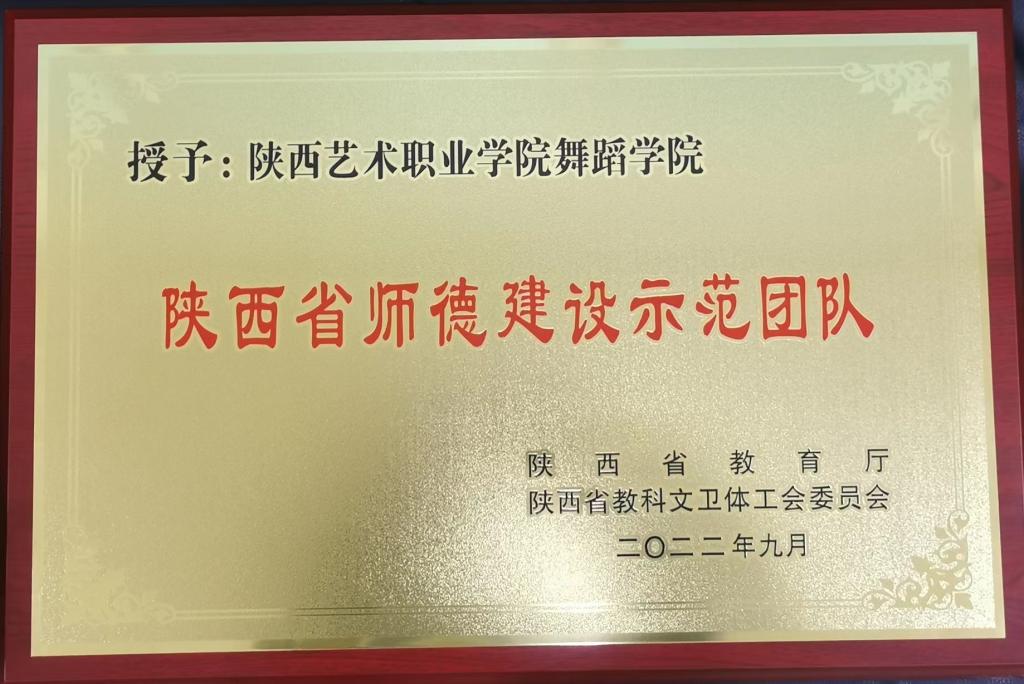 授予：陕西艺术职业学院舞蹈学院
陕西省师德建设示范团队
陕西省教育厅
陕西省教科文卫体工会委员会
二〇二二年九月